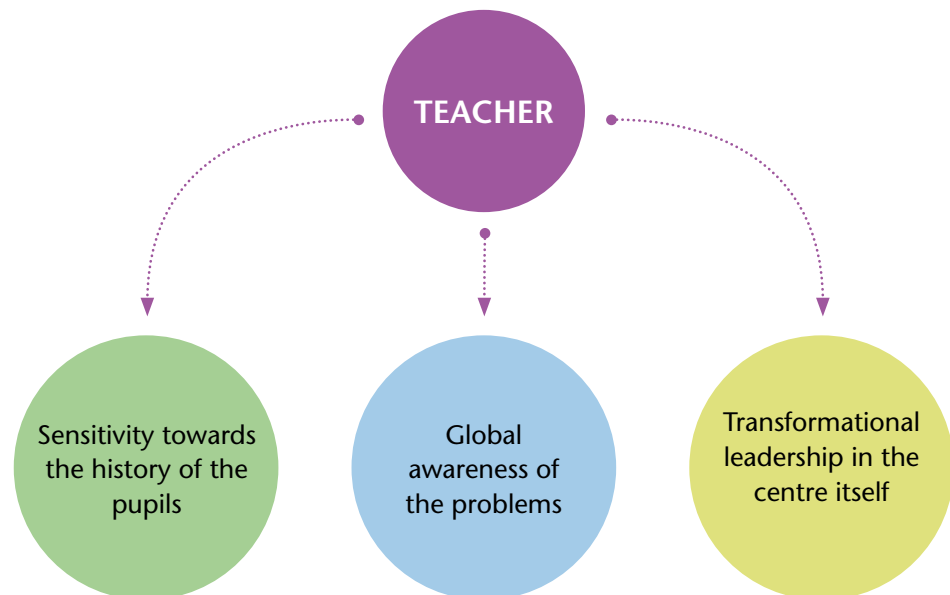 TEACHER
Sensitivity towards
the history of the
pupils
Global
awareness of
the problems
Transformational
leadership in the
centre itself